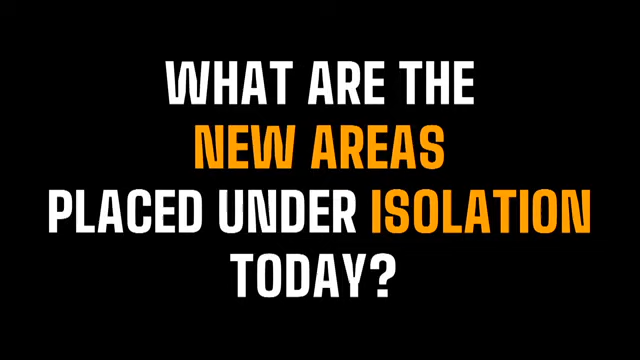 WHAT ARE THE
NEW AREAS
PLACED UNDER ISOLATION
TODAY?